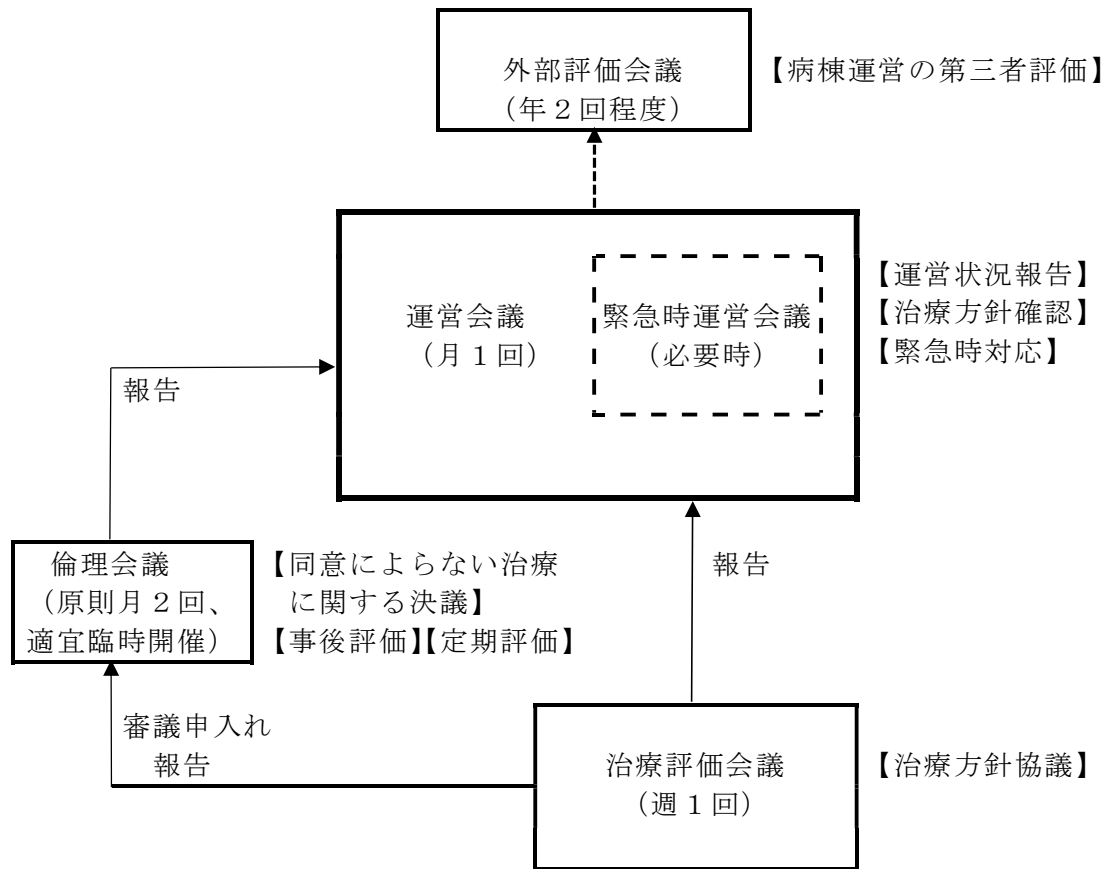 外部評価会議
(年2回程度)
【病棟運営の第三者評価】
運営会議
(月1回)
緊急時運営会議
(必要時)
【運営状況報告】
【治療方針確認】
【緊急時対応】
報告
倫理会議
(原則月2回、
適宜臨時開催)
【同意によらない治療
に関する決議】
【事後評価】【定期評価】
報告
審議申入れ
報告
治療評価会議
(週1回)
【治療方針協議】